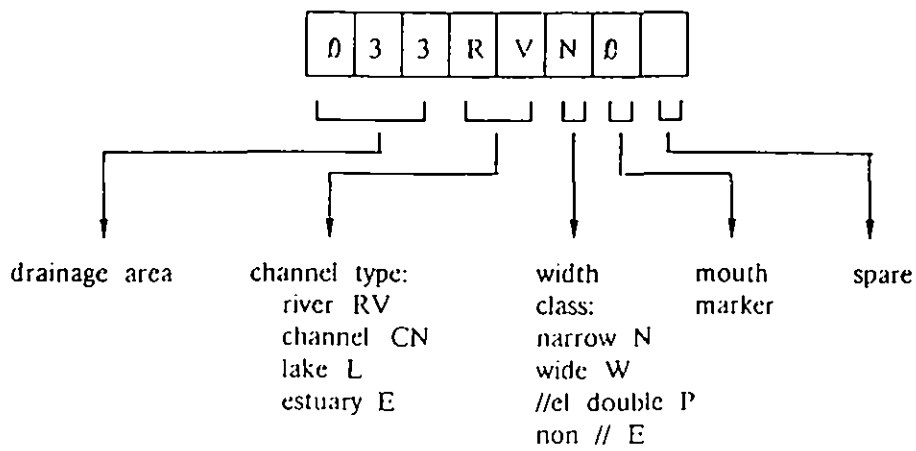 0 3 3 R V N 0
drainage area
channel type:
river RV
channel CN
lake L
estuary E
width
class:
narrow N
wide W
//el double P
non // E
mouth
marker
spare